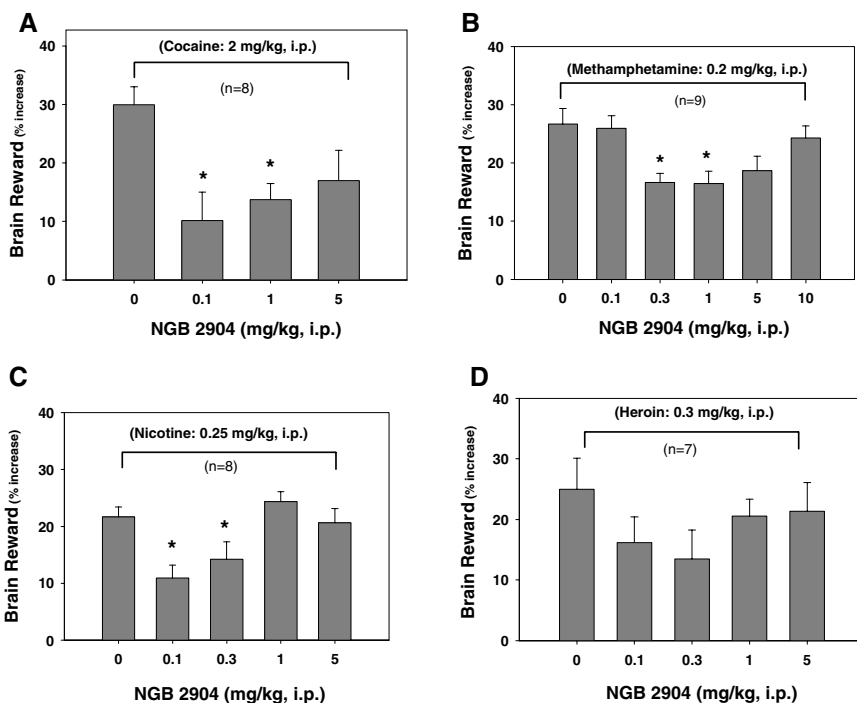 A
(Cocaine: 2 mg/kg, i.p.)
(n=8)
Brain Reward (% increase)
40
30
20
10
0
*
*
0 0.1 1 5
NGB 2904 (mg/kg, i.p.)
B
(Methamphetamine: 0.2 mg/kg, i.p.)
(n=9)
Brain Reward (% increase)
40
30
20
10
0
*
*
0 0.1 0.3 1 5 10
NGB 2904 (mg/kg, i.p.)
C
(Nicotine: 0.25 mg/kg, i.p.)
(n=8)
Brain Reward (% increase)
40
30
20
10
0
*
*
0 0.1 0.3 1 5
NGB 2904 (mg/kg, i.p.)
D
(Heroin: 0.3 mg/kg, i.p.)
(n=7)
Brain Reward (% increase)
40
30
20
10
0
0 0.1 0.3 1 5
NGB 2904 (mg/kg, i.p.)